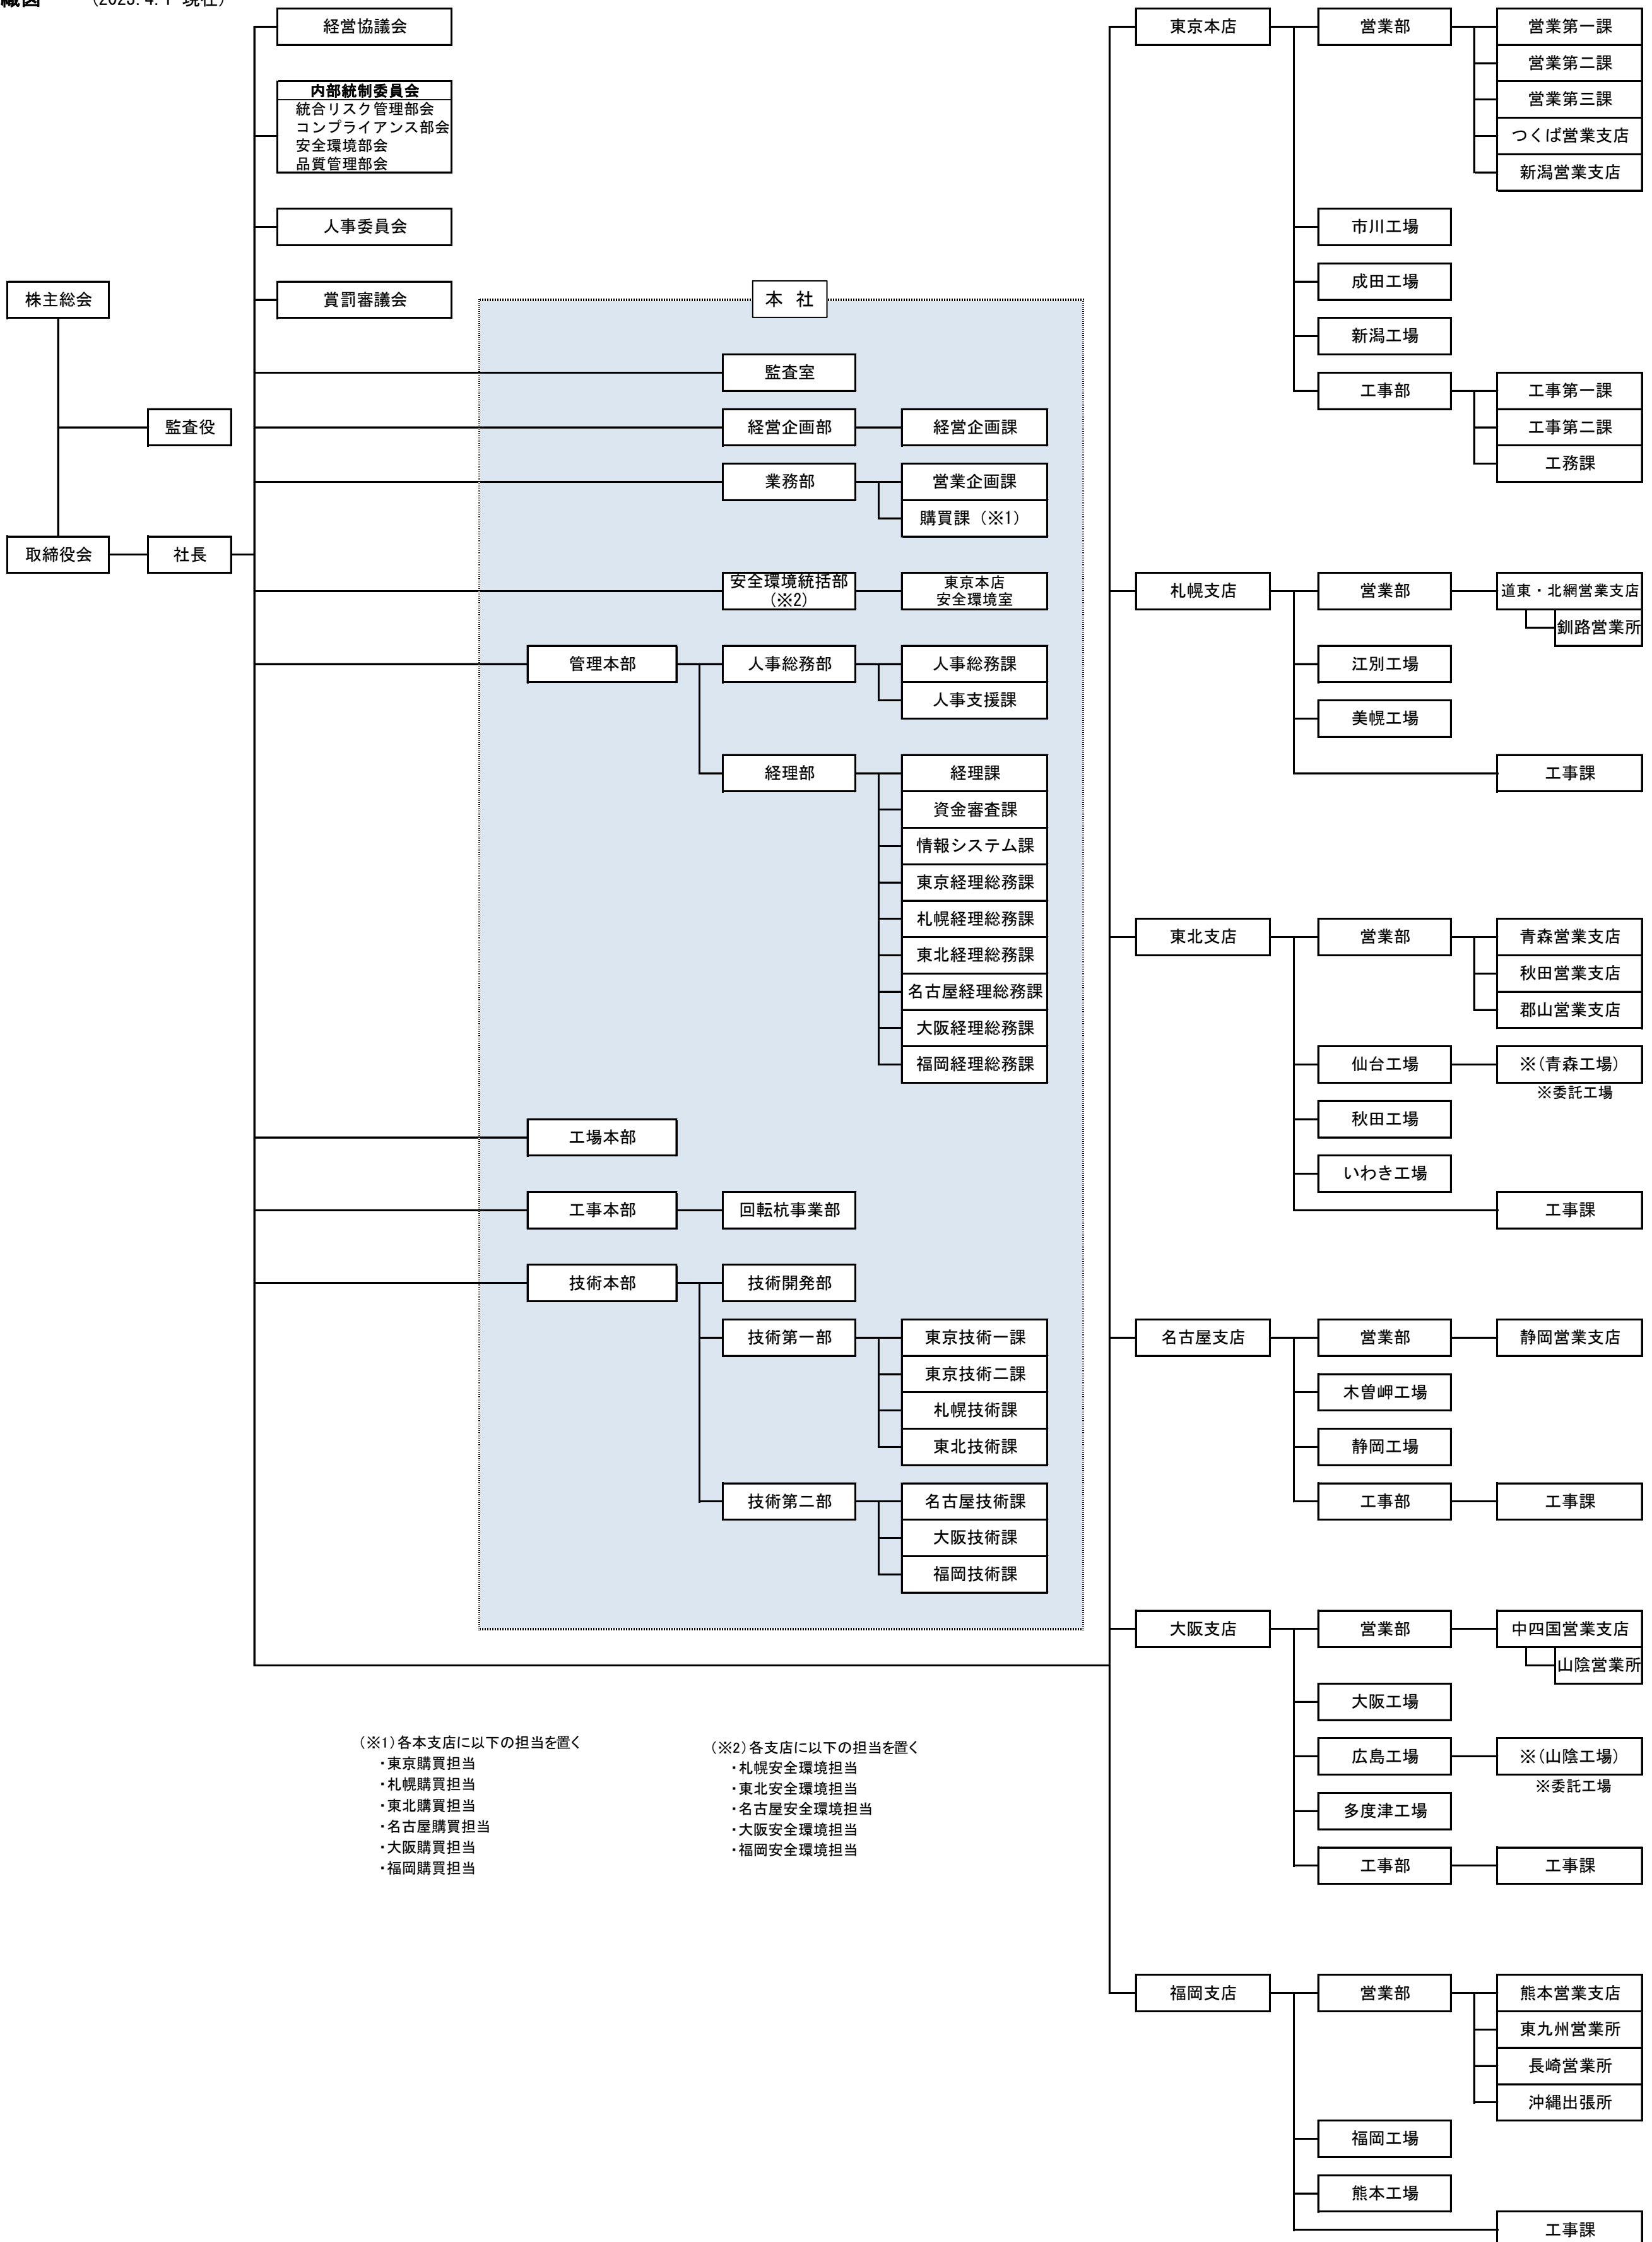 織図 (2025. 4. 1 現在)
経営協議会
内部統制委員会
統合リスク管理部会
コンプライアンス部会
安全環境部会
品質管理部会
人事委員会
賞罰審議会
株主総会
監査役
取締役会
社長
本 社
監査室
経営企画部
経営企画課
業務部
営業企画課
購買課（※1）
安全環境統括部
(※2)
東京本店
安全環境室
管理本部
人事総務部
人事総務課
人事支援課
経理部
経理課
資金審査課
情報システム課
東京経理総務課
札幌経理総務課
東北経理総務課
名古屋経理総務課
大阪経理総務課
福岡経理総務課
工場本部
工事本部
回転杭事業部
技術本部
技術開発部
技術第一部
東京技術一課
東京技術二課
札幌技術課
東北技術課
技術第二部
名古屋技術課
大阪技術課
福岡技術課
東京本店
営業部
営業第一課
営業第二課
営業第三課
つくば営業支店
新潟営業支店
市川工場
成田工場
新潟工場
工事部
工事第一課
工事第二課
工務課
札幌支店
営業部
道東・北網営業支店
釧路営業所
江別工場
美幌工場
工事課
東北支店
営業部
青森営業支店
秋田営業支店
郡山営業支店
仙台工場
※(青森工場)
※委託工場
秋田工場
いわき工場
工事課
名古屋支店
営業部
静岡営業支店
木曽岬工場
静岡工場
工事部
工事課
大阪支店
営業部
中四国営業支店
山陰営業所
大阪工場
広島工場
※(山陰工場)
※委託工場
多度津工場
工事部
工事課
福岡支店
営業部
熊本営業支店
東九州営業所
長崎営業所
沖縄出張所
福岡工場
熊本工場
工事課
(※1)各本支店に以下の担当を置く
・東京購買担当
・札幌購買担当
・東北購買担当
・名古屋購買担当
・大阪購買担当
・福岡購買担当
(※2)各支店に以下の担当を置く
・札幌安全環境担当
・東北安全環境担当
・名古屋安全環境担当
・大阪安全環境担当
・福岡安全環境担当